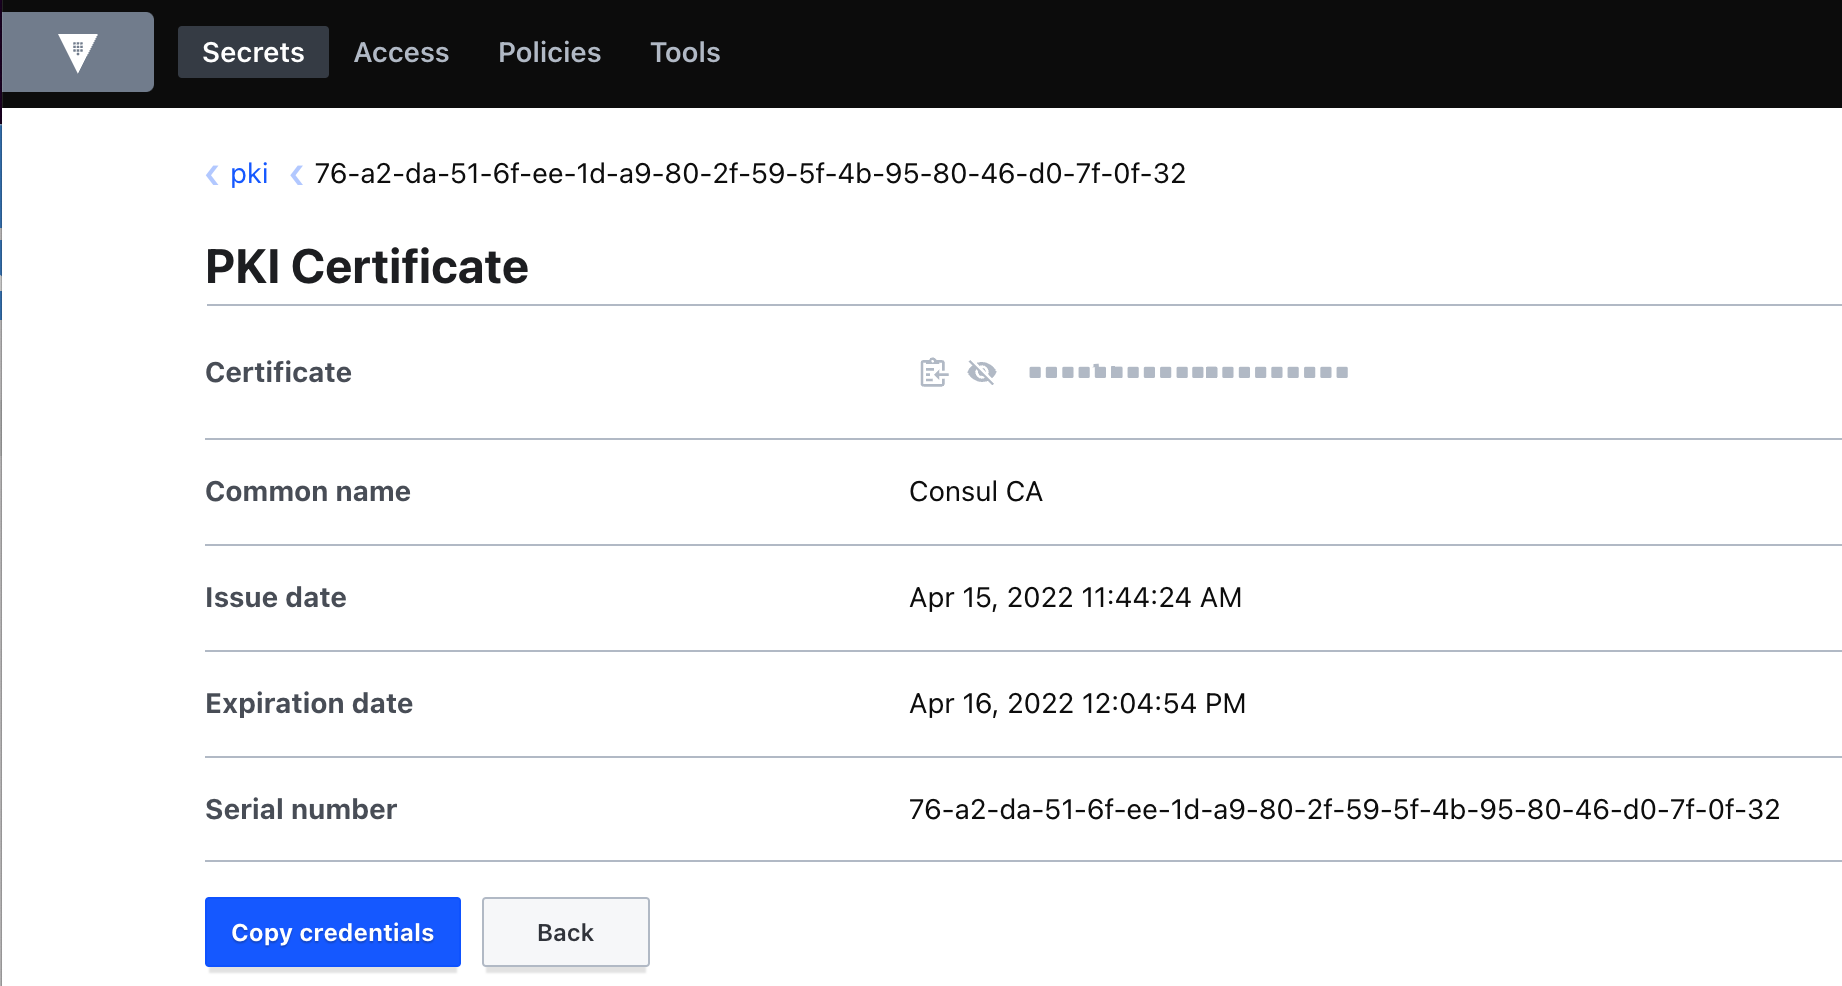 Secrets Access Policies Tools
pki 76-a2-da-51-6f-ee-1d-a9-80-2f-59-5f-4b-95-80-46-d0-7f-0f-32
PKI Certificate
Certificate
Common name Consul CA
Issue date Apr 15, 2022 11:44:24 AM
Expiration date Apr 16, 2022 12:04:54 PM
Serial number 76-a2-da-51-6f-ee-1d-a9-80-2f-59-5f-4b-95-80-46-d0-7f-0f-32
Copy credentials Back